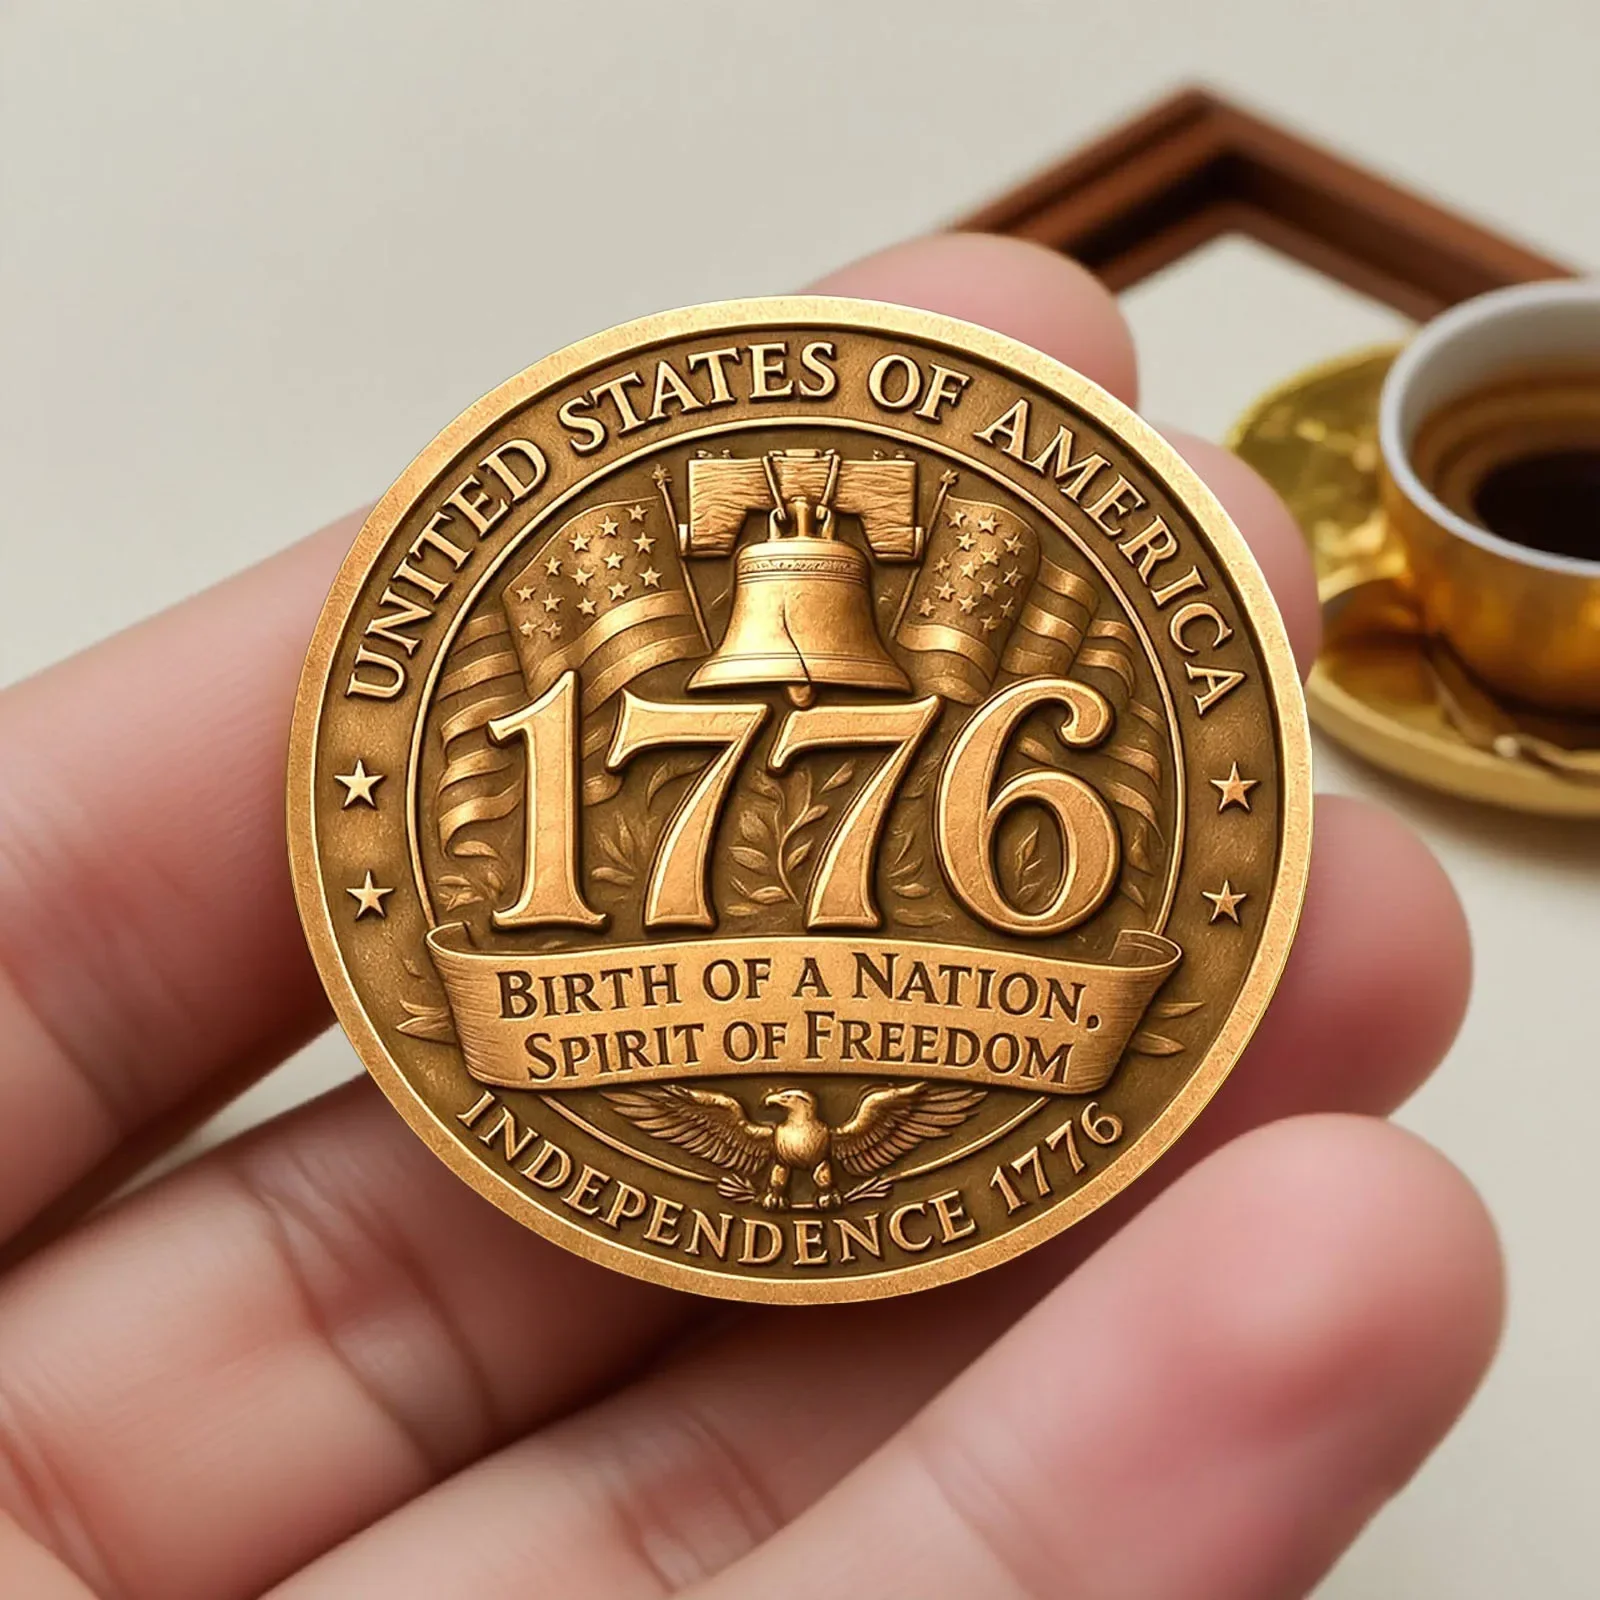 UNITED STATES OF AMERICA
1776
BIRTH OF A NATION,
SPIRIT OF FREEDOM
INDEPENDENCE 1776